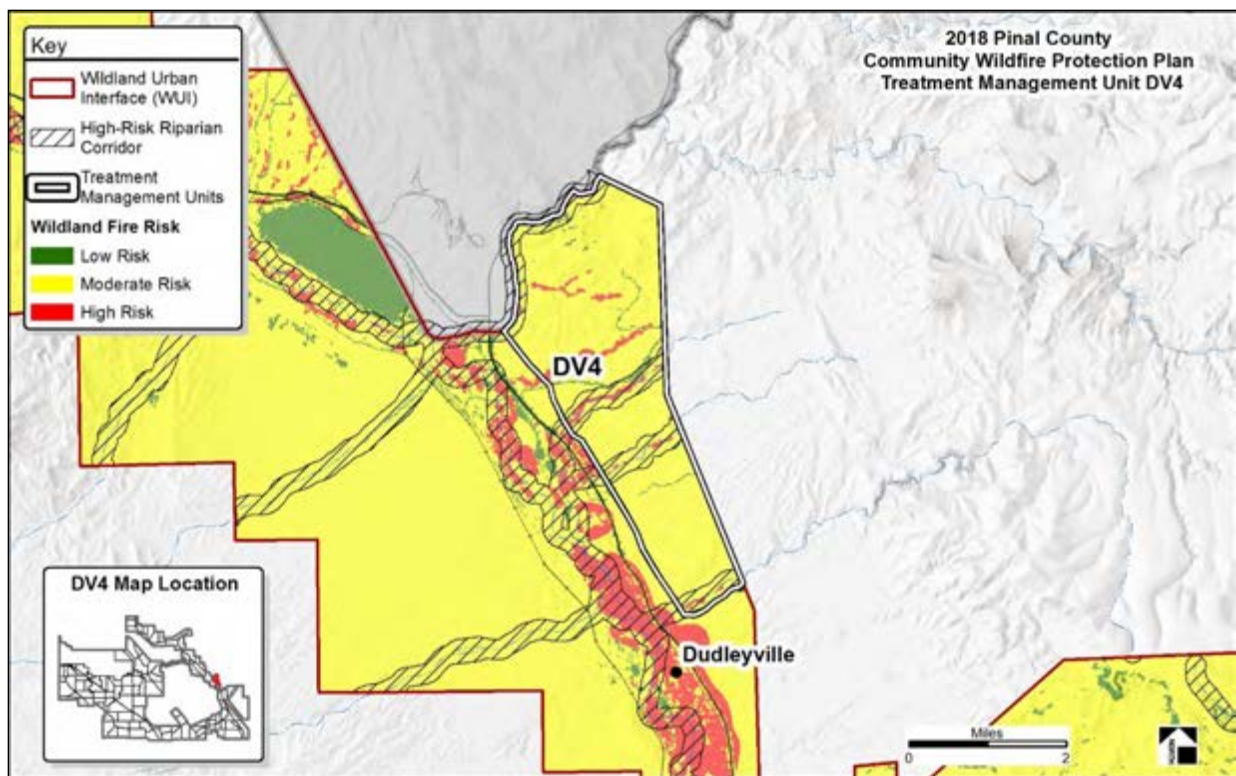 2018 Pinal County
Community Wildfire Protection Plan
Treatment Management Unit DV4
Key
Wildland Urban
Interface (WUI)
High-Risk Riparian
Corridor
Treatment
Management Units
Wildland Fire Risk
Low Risk
Moderate Risk
High Risk
DV4
Dudleyville
DV4 Map Location
Miles
0
2